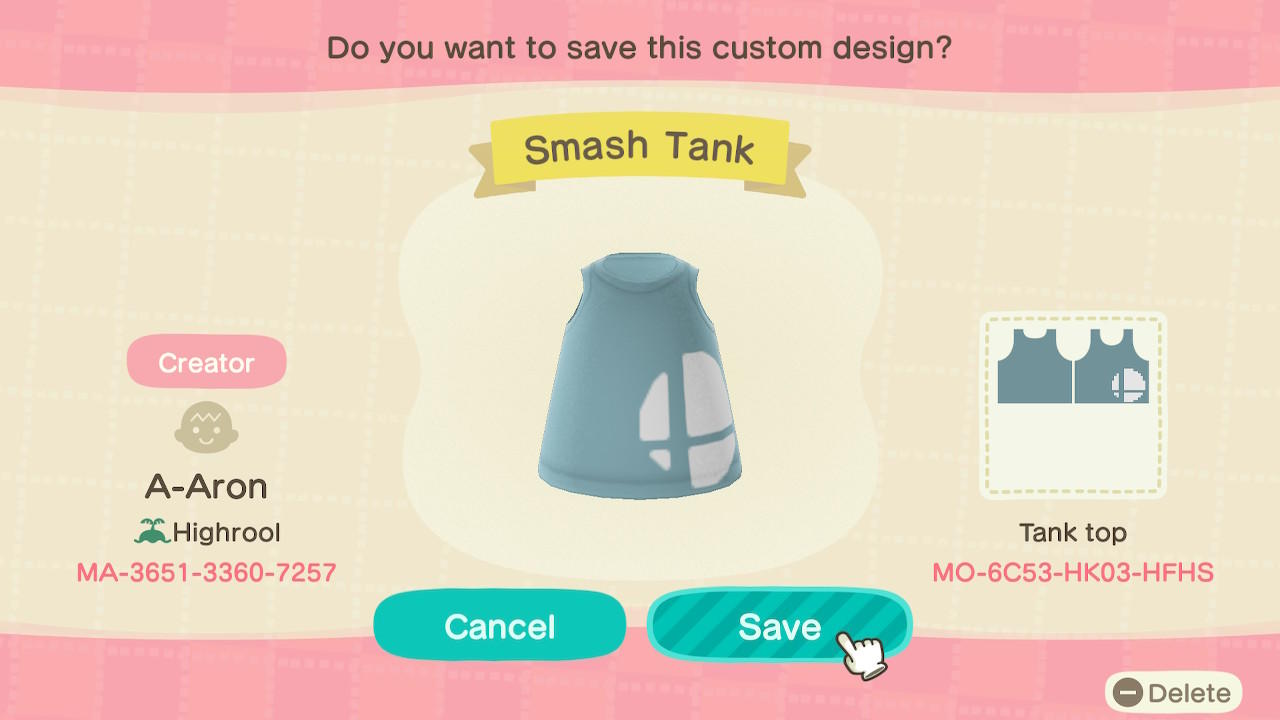 Do you want to save this custom design?
Smash Tank
Creator
A-Aron
Highrool
MA-3651-3360-7257
Tank top
MO-6C53-HK03-HFHS
Cancel
Save
Delete